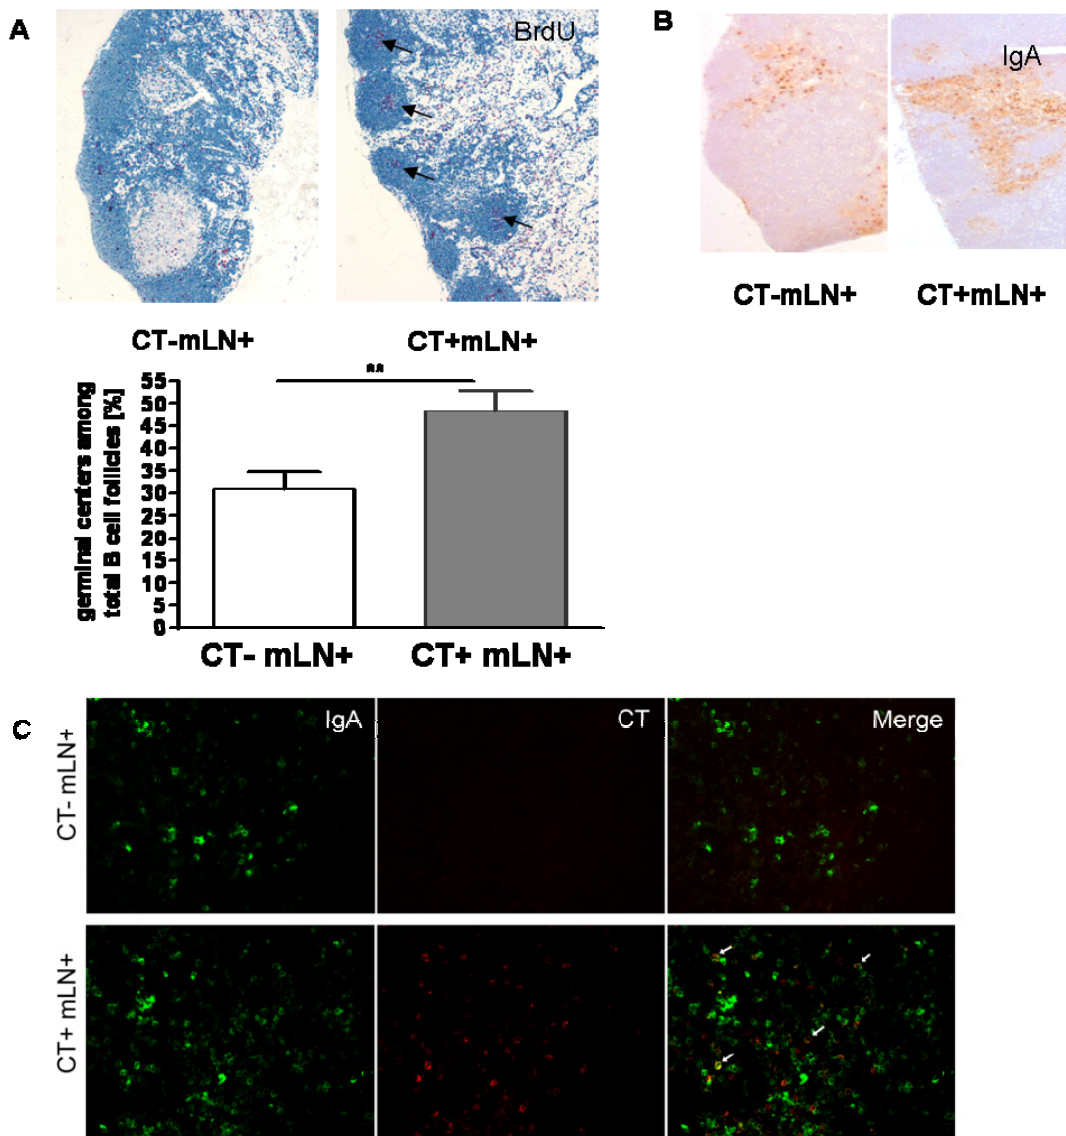 A
BrdU
CT-mLN+
CT+mLN+
B
IgA
CT-mLN+
CT+mLN+
**
germinal centers among
total B cell follicles [%]
55
50
45
40
35
30
25
20
15
10
5
0
CT- mLN+
CT+ mLN+
C
IgA
CT
Merge
CT- mLN+
CT+ mLN+